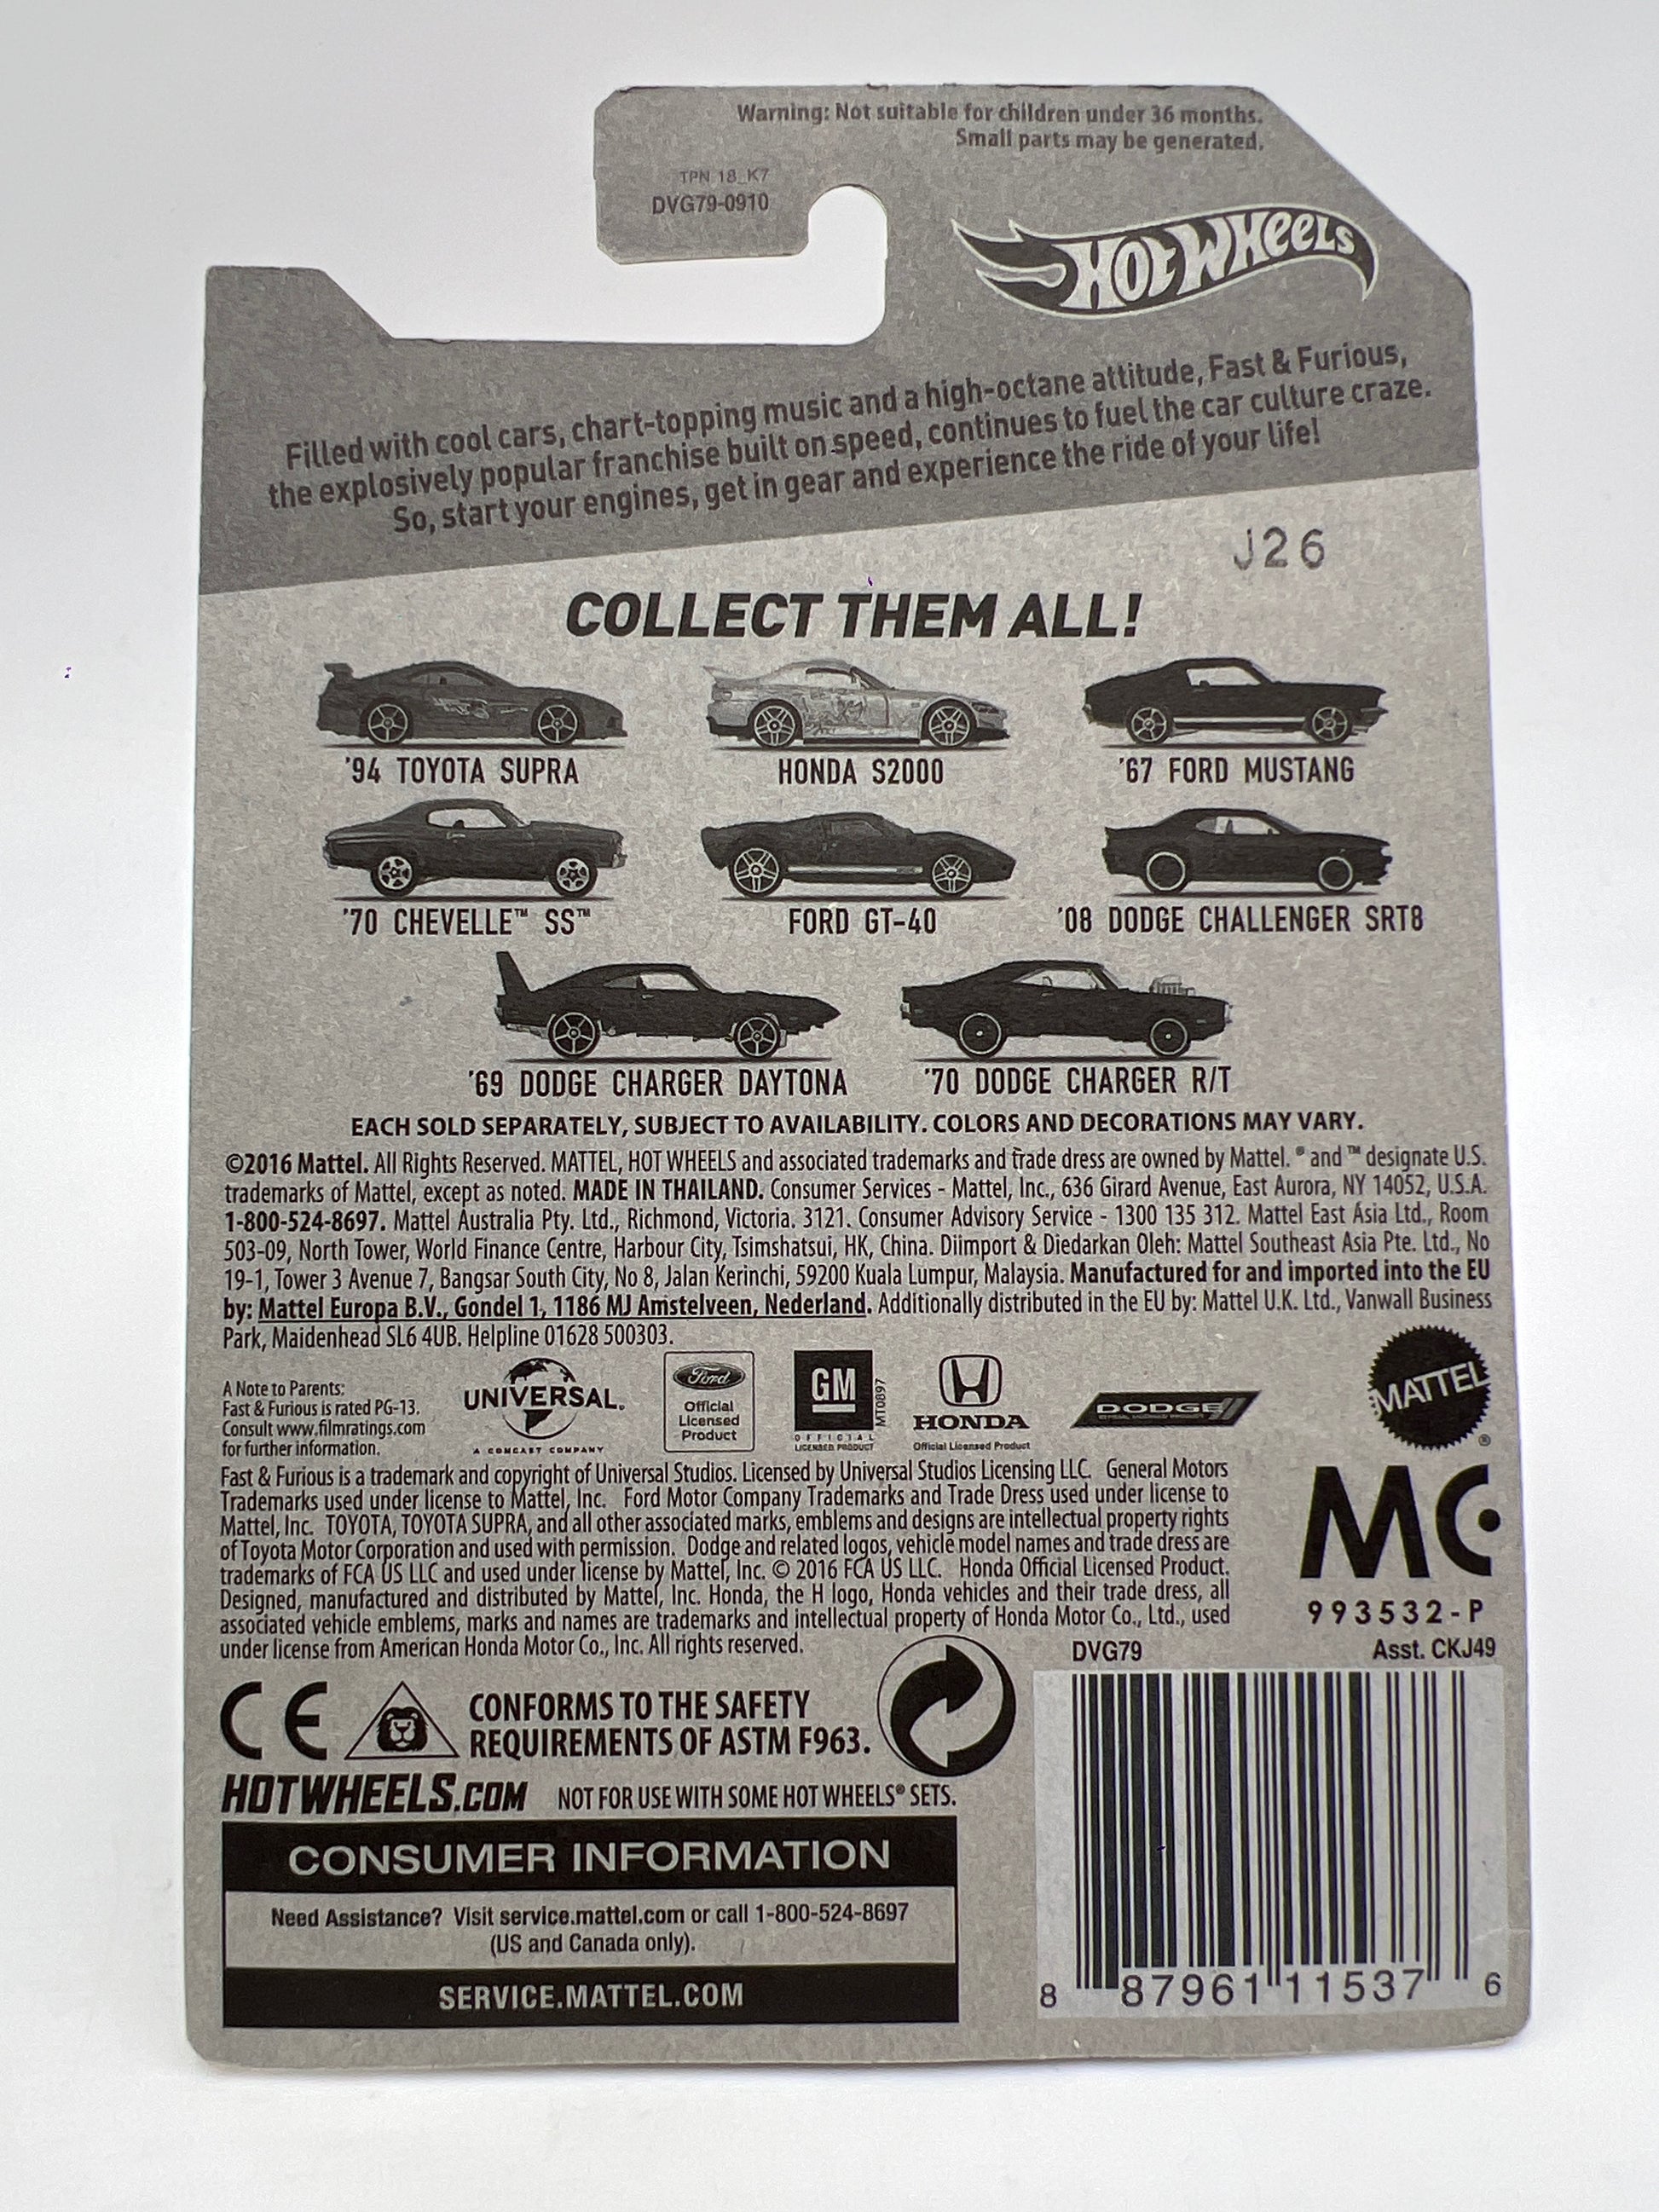 Warning: Not suitable for children under 36 months.
Small parts may be generated.
TPN 18_K7
DVG79-0910
HOT WHEELS
Filled with cool cars, chart-topping music and a high-octane attitude, Fast & Furious,
the explosively popular franchise built on speed, continues to fuel the car culture craze.
So, start your engines, get in gear and experience the ride of your life!
J26
COLLECT THEM ALL!
'94 TOYOTA SUPRA
HONDA S2000
'67 FORD MUSTANG
'70 CHEVELLE™ SS™
FORD GT-40
'08 DODGE CHALLENGER SRT8
'69 DODGE CHARGER DAYTONA
'70 DODGE CHARGER R/T
EACH SOLD SEPARATELY, SUBJECT TO AVAILABILITY. COLORS AND DECORATIONS MAY VARY.
©2016 Mattel. All Rights Reserved. MATTEL, HOT WHEELS and associated trademarks and trade dress are owned by Mattel. ® and ™ designate U.S.
trademarks of Mattel, except as noted. MADE IN THAILAND. Consumer Services - Mattel, Inc., 636 Girard Avenue, East Aurora, NY 14052, U.S.A.
1-800-524-8697. Mattel Australia Pty. Ltd., Richmond, Victoria. 3121. Consumer Advisory Service - 1300 135 312. Mattel East Asia Ltd., Room
503-09, North Tower, World Finance Centre, Harbour City, Tsimshatsui, HK, China. Diimport & Diedarkan Oleh: Mattel Southeast Asia Pte. Ltd., No
19-1, Tower 3 Avenue 7, Bangsar South City, No 8, Jalan Kerinchi, 59200 Kuala Lumpur, Malaysia. Manufactured for and imported into the EU
by: Mattel Europa B.V., Gondel 1, 1186 MJ Amstelveen, Nederland. Additionally distributed in the EU by: Mattel U.K. Ltd., Vanwall Business
Park, Maidenhead SL6 4UB. Helpline 01628 500303.
A Note to Parents:
Fast & Furious is rated PG-13.
Consult www.filmratings.com
for further information.
UNIVERSAL.
A COMCAST COMPANY
Ford
Official
Licensed
Product
GM
OFFICIAL
LICENSED PRODUCT
MT0897
HONDA
Official Licensed Product
DODGE
MATTEL®
Fast & Furious is a trademark and copyright of Universal Studios. Licensed by Universal Studios Licensing LLC. General Motors
Trademarks used under license to Mattel, Inc. Ford Motor Company Trademarks and Trade Dress used under license to
Mattel, Inc. TOYOTA, TOYOTA SUPRA, and all other associated marks, emblems and designs are intellectual property rights
of Toyota Motor Corporation and used with permission. Dodge and related logos, vehicle model names and trade dress are
trademarks of FCA US LLC and used under license by Mattel, Inc. © 2016 FCA US LLC. Honda Official Licensed Product.
Designed, manufactured and distributed by Mattel, Inc. Honda, the H logo, Honda vehicles and their trade dress, all
associated vehicle emblems, marks and names are trademarks and intellectual property of Honda Motor Co., Ltd., used
under license from American Honda Motor Co., Inc. All rights reserved.
MC
993532-P
DVG79
Asst. CKJ49
CE
CONFORMS TO THE SAFETY
REQUIREMENTS OF ASTM F963.
HOTWHEELS.COM
NOT FOR USE WITH SOME HOT WHEELS® SETS.
CONSUMER INFORMATION
Need Assistance? Visit service.mattel.com or call 1-800-524-8697
(US and Canada only).
SERVICE.MATTEL.COM
8 87961 11537 6